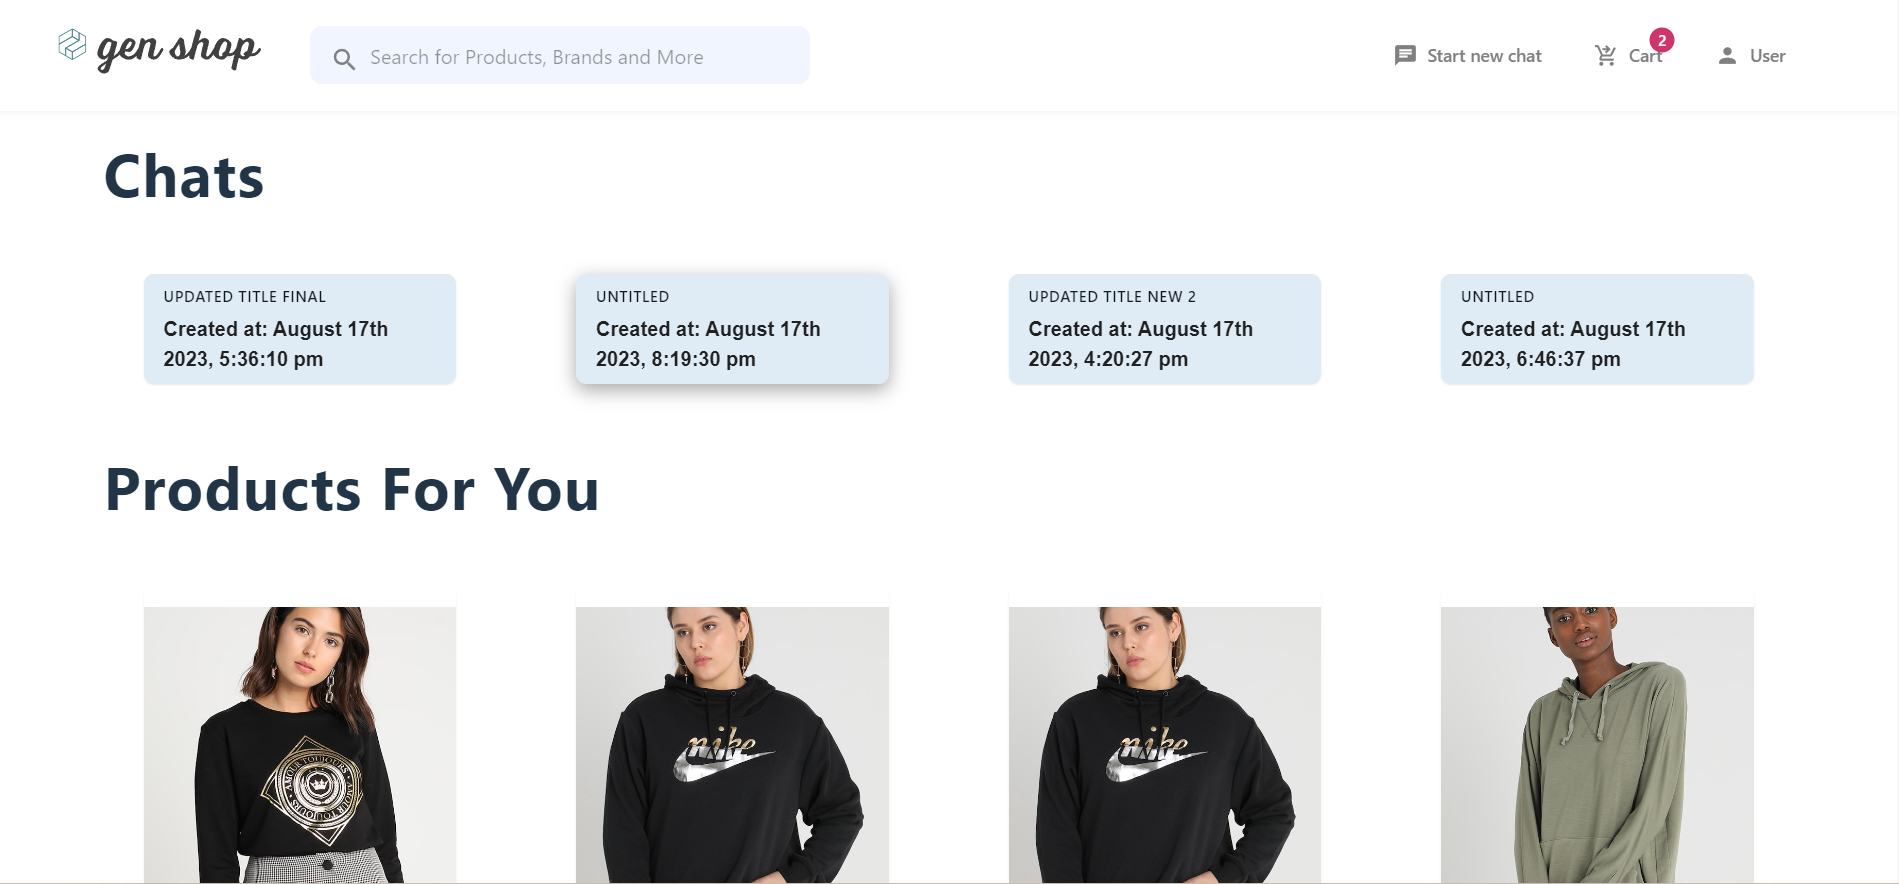 gen shop
Search for Products, Brands and More
Start new chat
Cart
2
User
Chats
UPDATED TITLE FINAL
Created at: August 17th
2023, 5:36:10 pm
UNTITLED
Created at: August 17th
2023, 8:19:30 pm
UPDATED TITLE NEW 2
Created at: August 17th
2023, 4:20:27 pm
UNTITLED
Created at: August 17th
2023, 6:46:37 pm
Products For You
AMOUR TOUJOURS • AMOUR TOUJOURS •
nike
nike